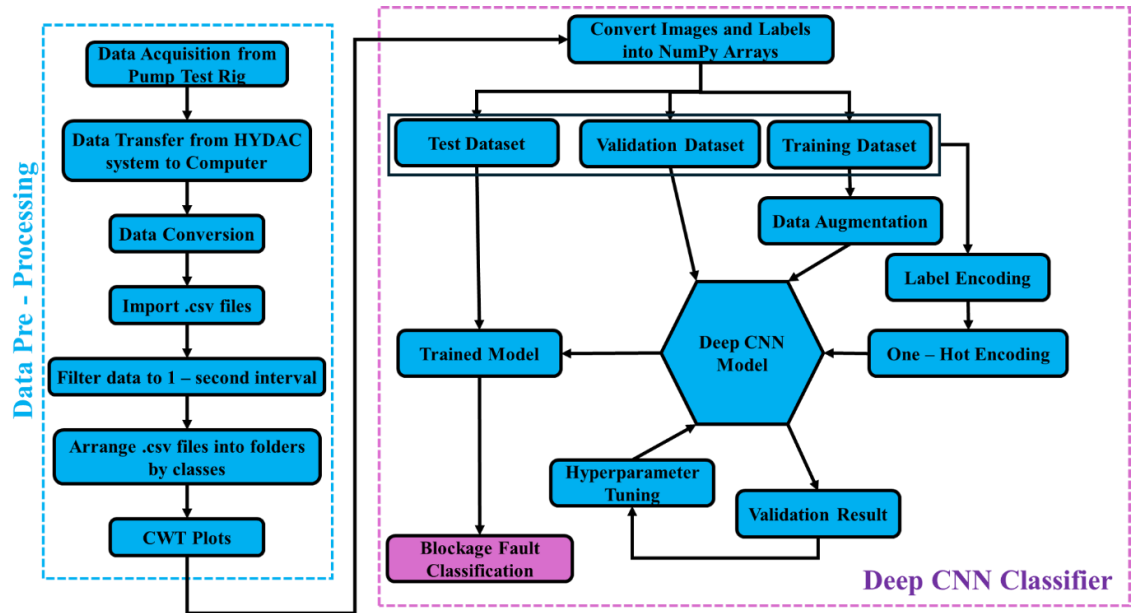 Data Pre - Processing
Data Acquisition from
Pump Test Rig
Data Transfer from HYDAC
system to Computer
Data Conversion
Import .csv files
Filter data to 1 – second interval
Arrange .csv files into folders
by classes
CWT Plots
Convert Images and Labels
into NumPy Arrays
Test Dataset
Validation Dataset
Training Dataset
Data Augmentation
Label Encoding
One – Hot Encoding
Deep CNN
Model
Trained Model
Hyperparameter
Tuning
Validation Result
Blockage Fault
Classification
Deep CNN Classifier